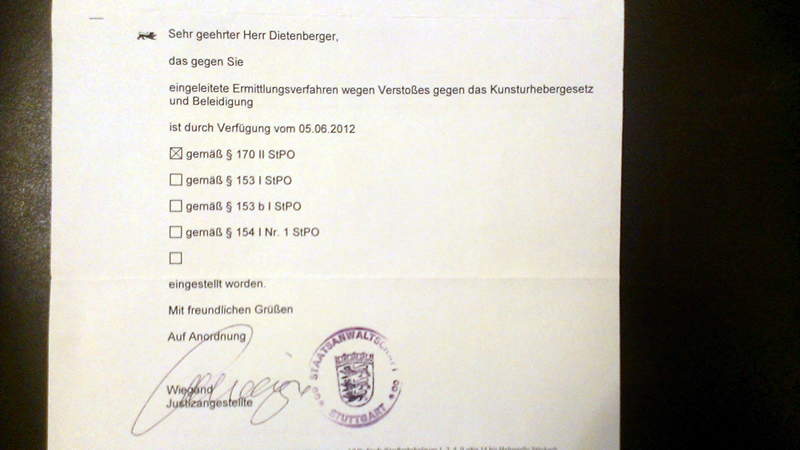 Sehr geehrter Herr Dietenberger,
das gegen Sie
eingeleitete Ermittlungsverfahren wegen Verstoßes gegen das Kunsturhebergesetz
und Beleidigung
ist durch Verfügung vom 05.06.2012
☒ gemäß § 170 II StPO
☐ gemäß § 153 I StPO
☐ gemäß § 153 b I StPO
☐ gemäß § 154 I Nr. 1 StPO
☐
eingestellt worden.
Mit freundlichen Grüßen
Auf Anordnung
Wiegand
Justizangestellte
STAATSANWALTSCHAFT
STUTTGART